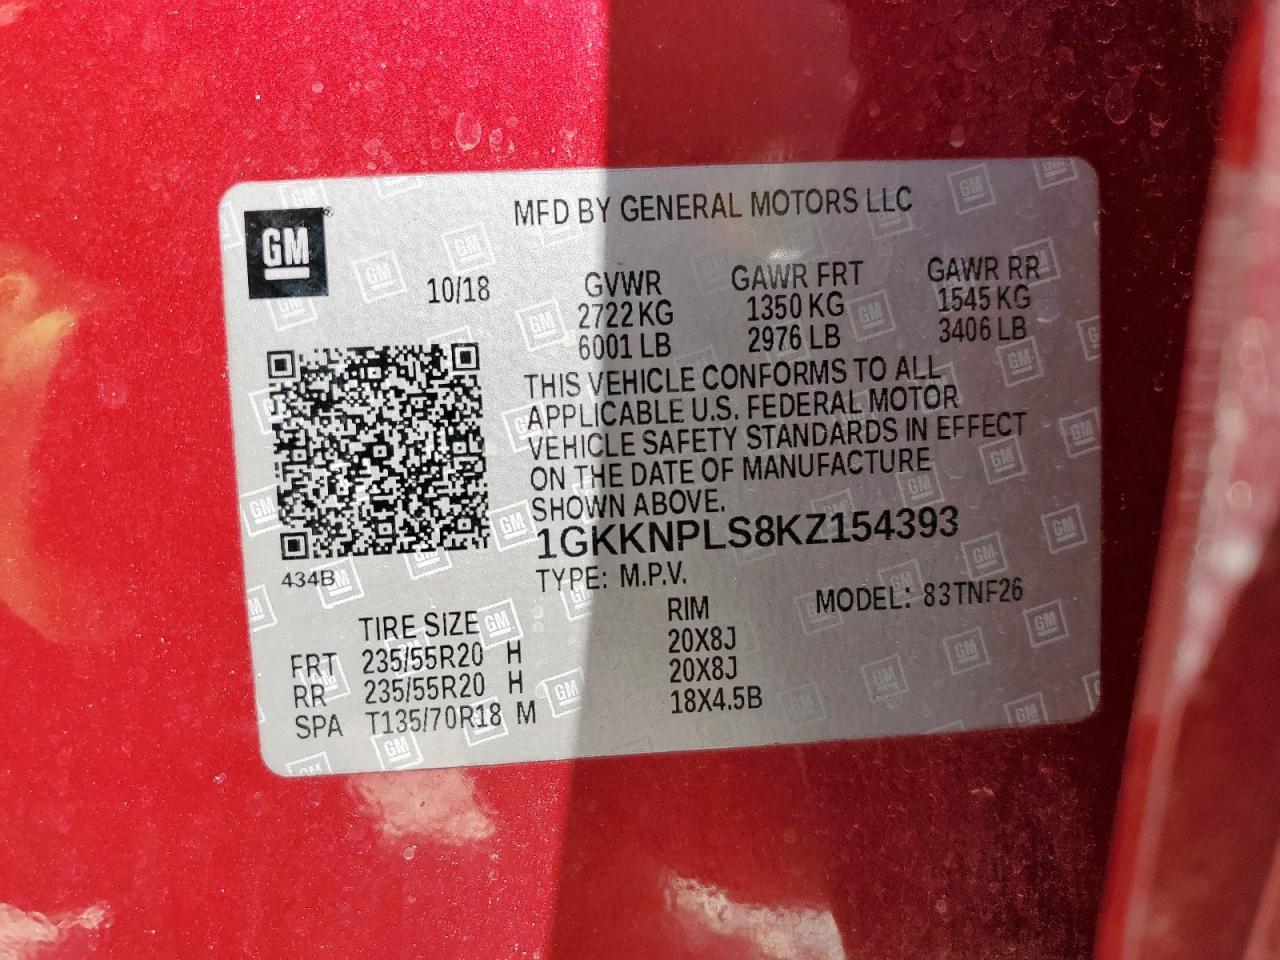 MFD BY GENERAL MOTORS LLC
GM
10/18
GVWR GAWR FRT GAWR RR
2722 KG 1350 KG 1545 KG
6001 LB 2976 LB 3406 LB
THIS VEHICLE CONFORMS TO ALL
APPLICABLE U.S. FEDERAL MOTOR
VEHICLE SAFETY STANDARDS IN EFFECT
ON THE DATE OF MANUFACTURE
SHOWN ABOVE.
1GKKNPLS8KZ154393
434B
TYPE: M.P.V. MODEL: 83TNF26
TIRE SIZE RIM
FRT 235/55R20 H 20X8J
RR 235/55R20 H 20X8J
SPA T135/70R18 M 18X4.5B